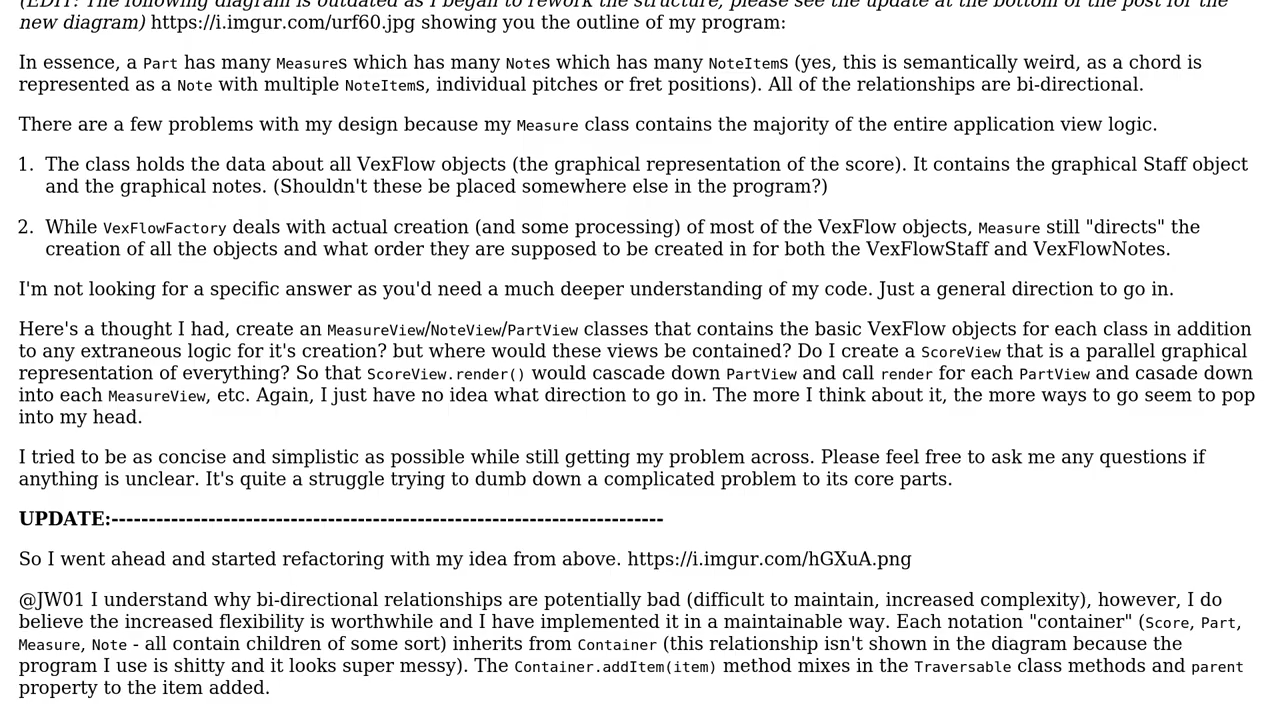 (EDIT: The following diagram is outdated as I began to rework the structure, please see the update at the bottom of the post for the
new diagram) https://i.imgur.com/urf60.jpg showing you the outline of my program:
In essence, a Part has many Measures which has many Notes which has many NoteItems (yes, this is semantically weird, as a chord is
represented as a Note with multiple NoteItems, individual pitches or fret positions). All of the relationships are bi-directional.
There are a few problems with my design because my Measure class contains the majority of the entire application view logic.
1. The class holds the data about all VexFlow objects (the graphical representation of the score). It contains the graphical Staff object
and the graphical notes. (Shouldn't these be placed somewhere else in the program?)
2. While VexFlowFactory deals with actual creation (and some processing) of most of the VexFlow objects, Measure still "directs" the
creation of all the objects and what order they are supposed to be created in for both the VexFlowStaff and VexFlowNotes.
I'm not looking for a specific answer as you'd need a much deeper understanding of my code. Just a general direction to go in.
Here's a thought I had, create an MeasureView/NoteView/PartView classes that contains the basic VexFlow objects for each class in addition
to any extraneous logic for it's creation? but where would these views be contained? Do I create a ScoreView that is a parallel graphical
representation of everything? So that ScoreView.render() would cascade down PartView and call render for each PartView and casade down
into each MeasureView, etc. Again, I just have no idea what direction to go in. The more I think about it, the more ways to go seem to pop
into my head.
I tried to be as concise and simplistic as possible while still getting my problem across. Please feel free to ask me any questions if
anything is unclear. It's quite a struggle trying to dumb down a complicated problem to its core parts.
UPDATE:--------------------------------------------------------------------------
So I went ahead and started refactoring with my idea from above. https://i.imgur.com/hGXuA.png
@JW01 I understand why bi-directional relationships are potentially bad (difficult to maintain, increased complexity), however, I do
believe the increased flexibility is worthwhile and I have implemented it in a maintainable way. Each notation "container" (Score, Part,
Measure, Note - all contain children of some sort) inherits from Container (this relationship isn't shown in the diagram because the
program I use is shitty and it looks super messy). The Container.addItem(item) method mixes in the Traversable class methods and parent
property to the item added.